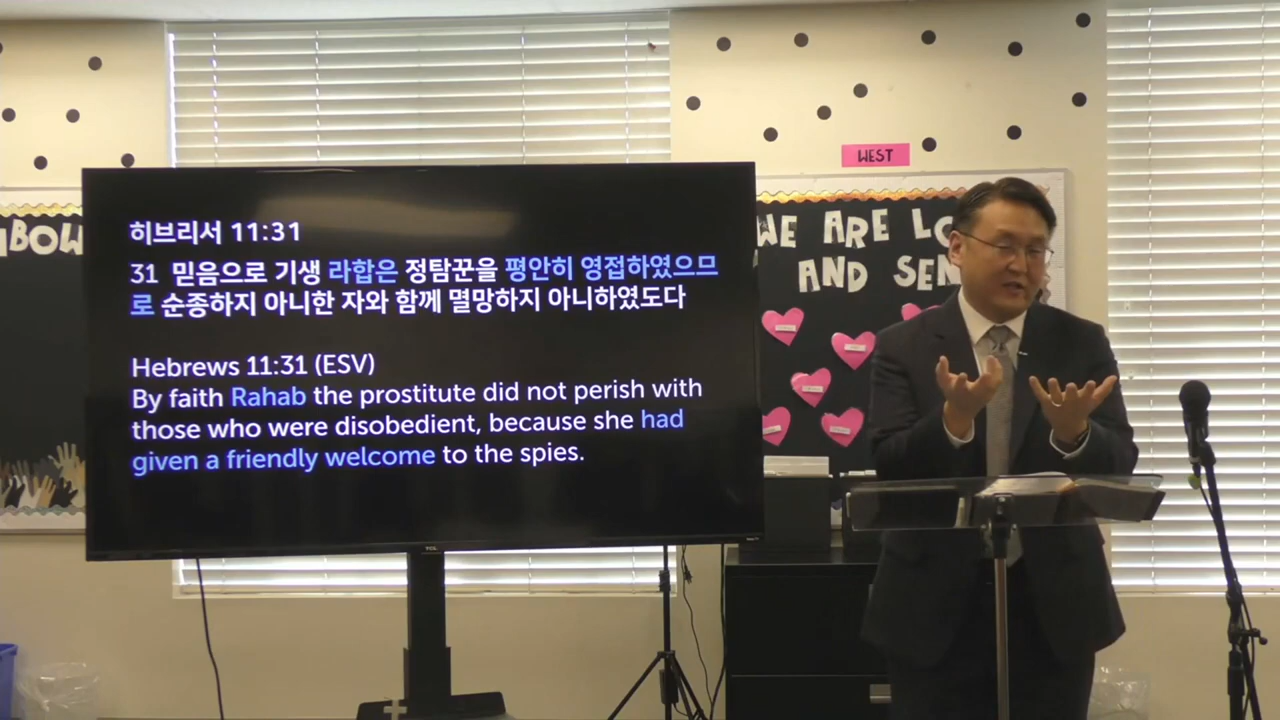 WEST
BOW
WE ARE LO
AND SEN
히브리서 11:31
31 믿음으로 기생 라합은 정탐꾼을 평안히 영접하였으므
로 순종하지 아니한 자와 함께 멸망하지 아니하였도다
Hebrews 11:31 (ESV)
By faith Rahab the prostitute did not perish with
those who were disobedient, because she had
given a friendly welcome to the spies.
TCL